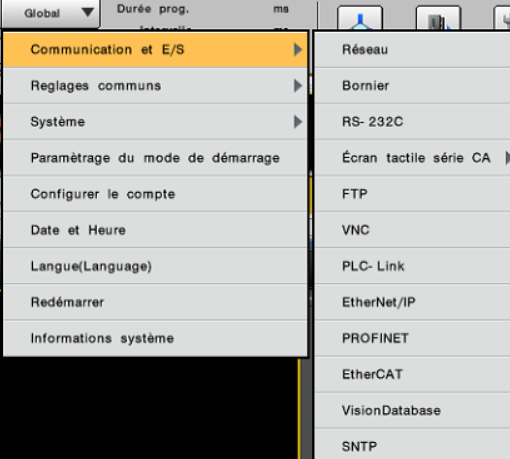 Global
Durée prog.
ms
Communication et E/S
Reglages communs
Système
Paramètrage du mode de démarrage
Configurer le compte
Date et Heure
Langue(Language)
Redémarrer
Informations système
Réseau
Bornier
RS-232C
Écran tactile série CA
FTP
VNC
PLC-Link
EtherNet/IP
PROFINET
EtherCAT
VisionDatabase
SNTP